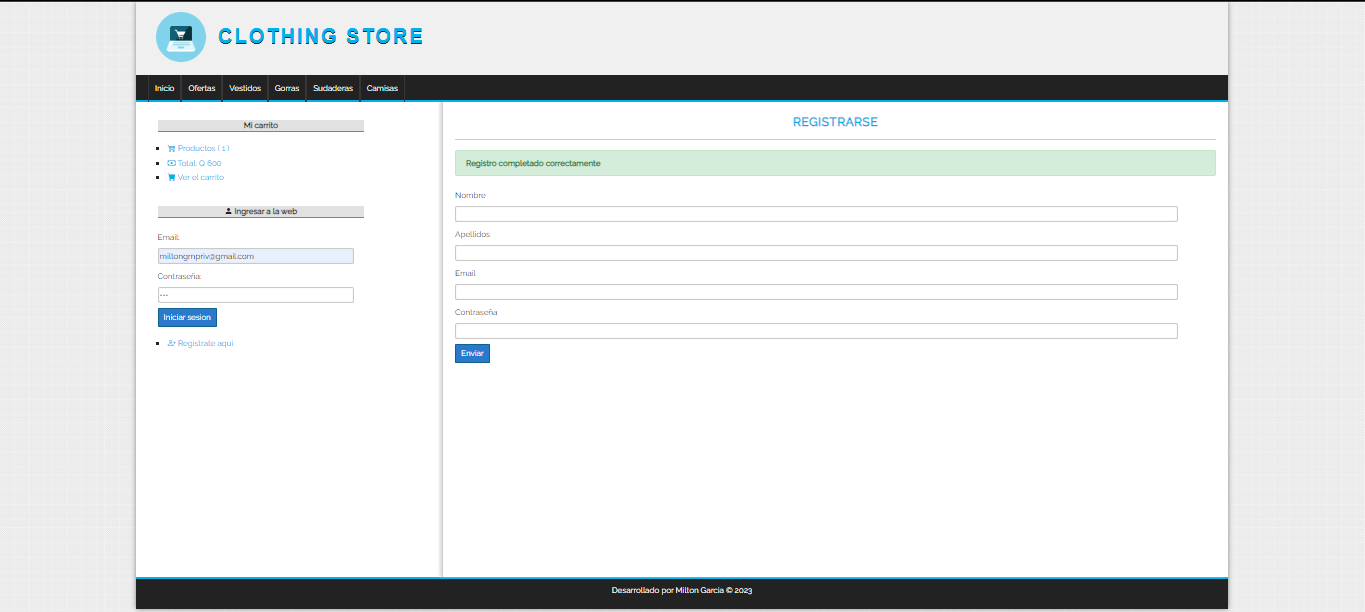 CLOTHING STORE
Inicio Ofertas Vestidos Gorras Sudaderas Camisas
Mi carrito
Productos ( 1 )
Total: Q 600
Ver el carrito
Ingresar a la web
Email:
millongmpriv@gmail.com
Contraseña:
Iniciar sesion
Registrate aqui
REGISTRARSE
Registro completado correctamente
Nombre
Apellidos
Email
Contraseña
Enviar
Desarrollado por Millon Garcia © 2023